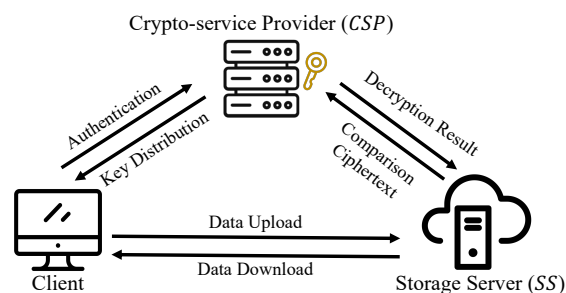 Crypto-service Provider (CSP)
Authentication
Key Distribution
Decryption Result
Comparison
Ciphertext
Data Upload
Data Download
Client
Storage Server (SS)